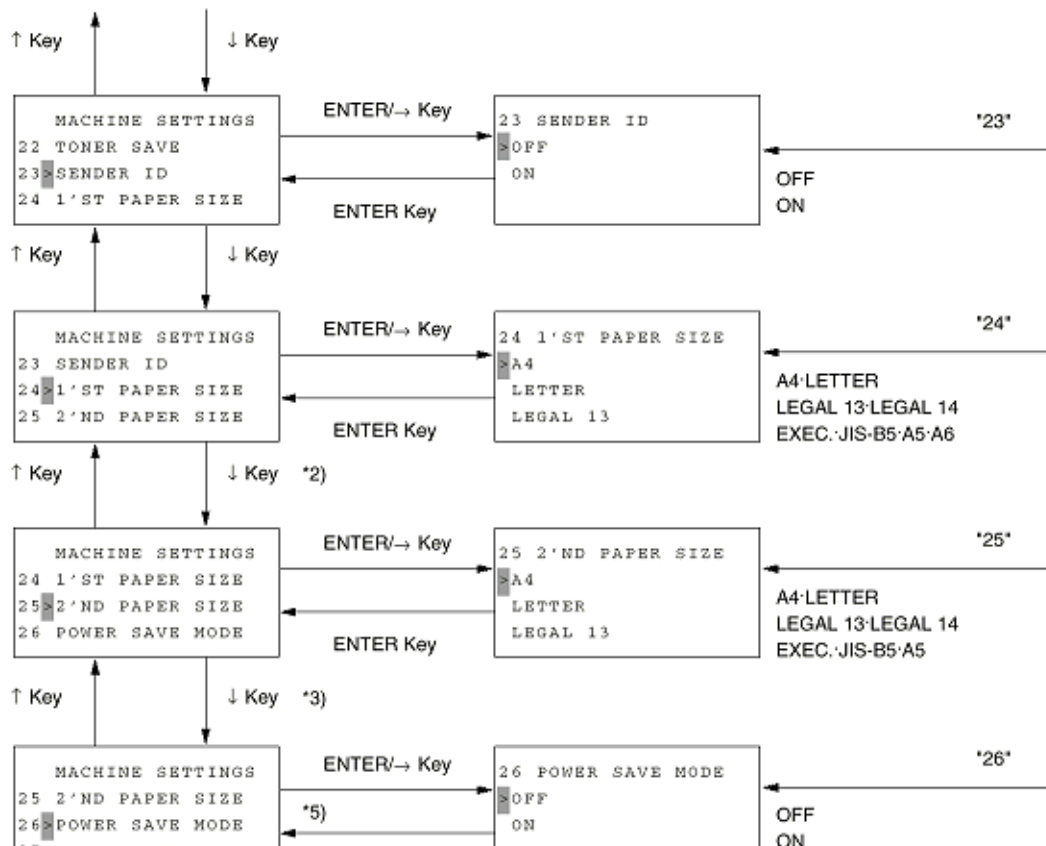 ↑ Key ↓ Key
MACHINE SETTINGS
22 TONER SAVE
23>SENDER ID
24 1'ST PAPER SIZE
ENTER/→ Key
ENTER Key
23 SENDER ID
>OFF
ON
"23"
OFF
ON
↑ Key ↓ Key
MACHINE SETTINGS
23 SENDER ID
24>1'ST PAPER SIZE
25 2'ND PAPER SIZE
ENTER/→ Key
ENTER Key
24 1'ST PAPER SIZE
>A4
LETTER
LEGAL 13
"24"
A4·LETTER
LEGAL 13·LEGAL 14
EXEC.·JIS-B5·A5·A6
↑ Key ↓ Key *2)
MACHINE SETTINGS
24 1'ST PAPER SIZE
25>2'ND PAPER SIZE
26 POWER SAVE MODE
ENTER/→ Key
ENTER Key
25 2'ND PAPER SIZE
>A4
LETTER
LEGAL 13
"25"
A4·LETTER
LEGAL 13·LEGAL 14
EXEC.·JIS-B5·A5
↑ Key ↓ Key *3)
MACHINE SETTINGS
25 2'ND PAPER SIZE
26>POWER SAVE MODE
ENTER/→ Key
*5)
26 POWER SAVE MODE
>OFF
ON
"26"
OFF
ON